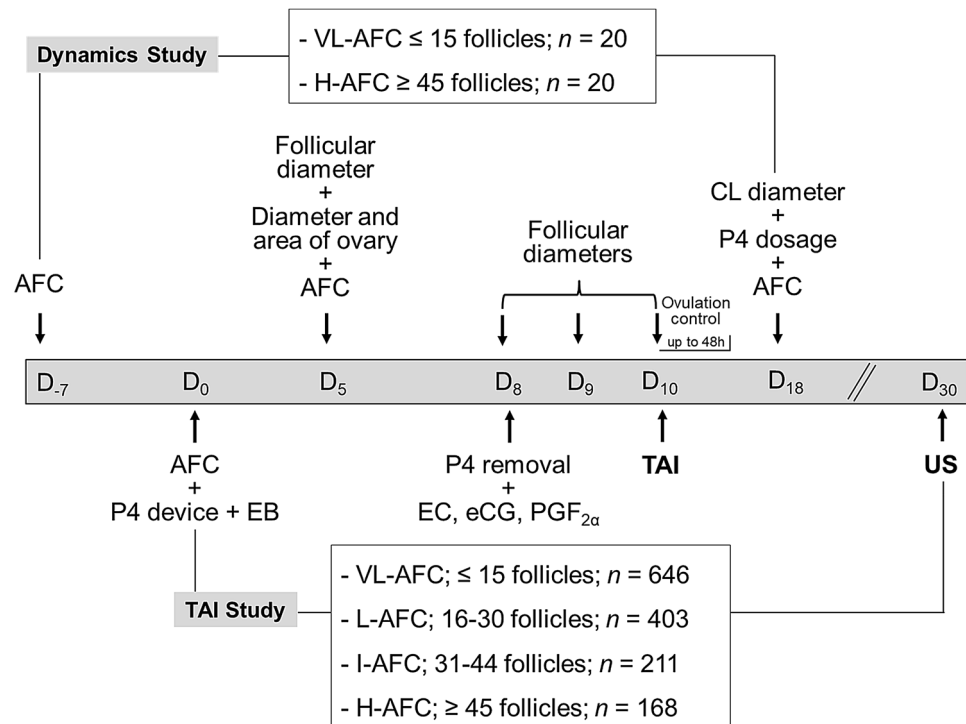 Dynamics Study
- VL-AFC ≤ 15 follicles; n = 20
- H-AFC ≥ 45 follicles; n = 20
AFC
Follicular
diameter
+
Diameter and
area of ovary
+
AFC
Follicular
diameters
Ovulation
control
up to 48h
CL diameter
+
P4 dosage
+
AFC
D-7 D0 D5 D8 D9 D10 D18 // D30
AFC
+
P4 device + EB
P4 removal
+
EC, eCG, PGF2α
TAI
US
TAI Study
- VL-AFC; ≤ 15 follicles; n = 646
- L-AFC; 16-30 follicles; n = 403
- I-AFC; 31-44 follicles; n = 211
- H-AFC; ≥ 45 follicles; n = 168